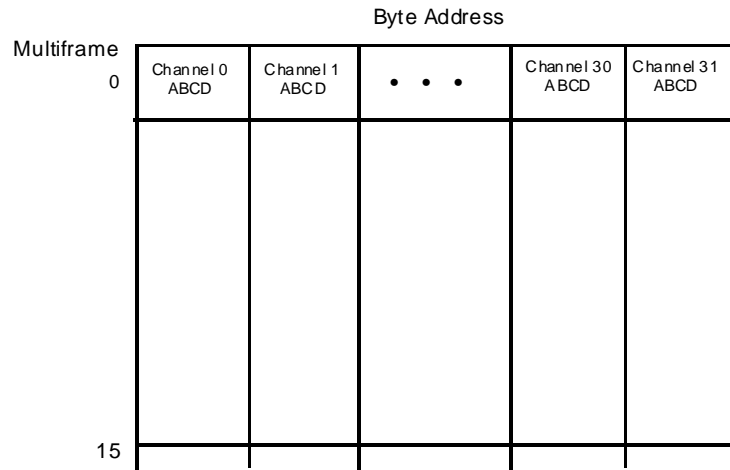 Byte Address
Multiframe
0
Channel 0
ABCD
Channel 1
ABCD
• • •
Channel 30
ABCD
Channel 31
ABCD
15